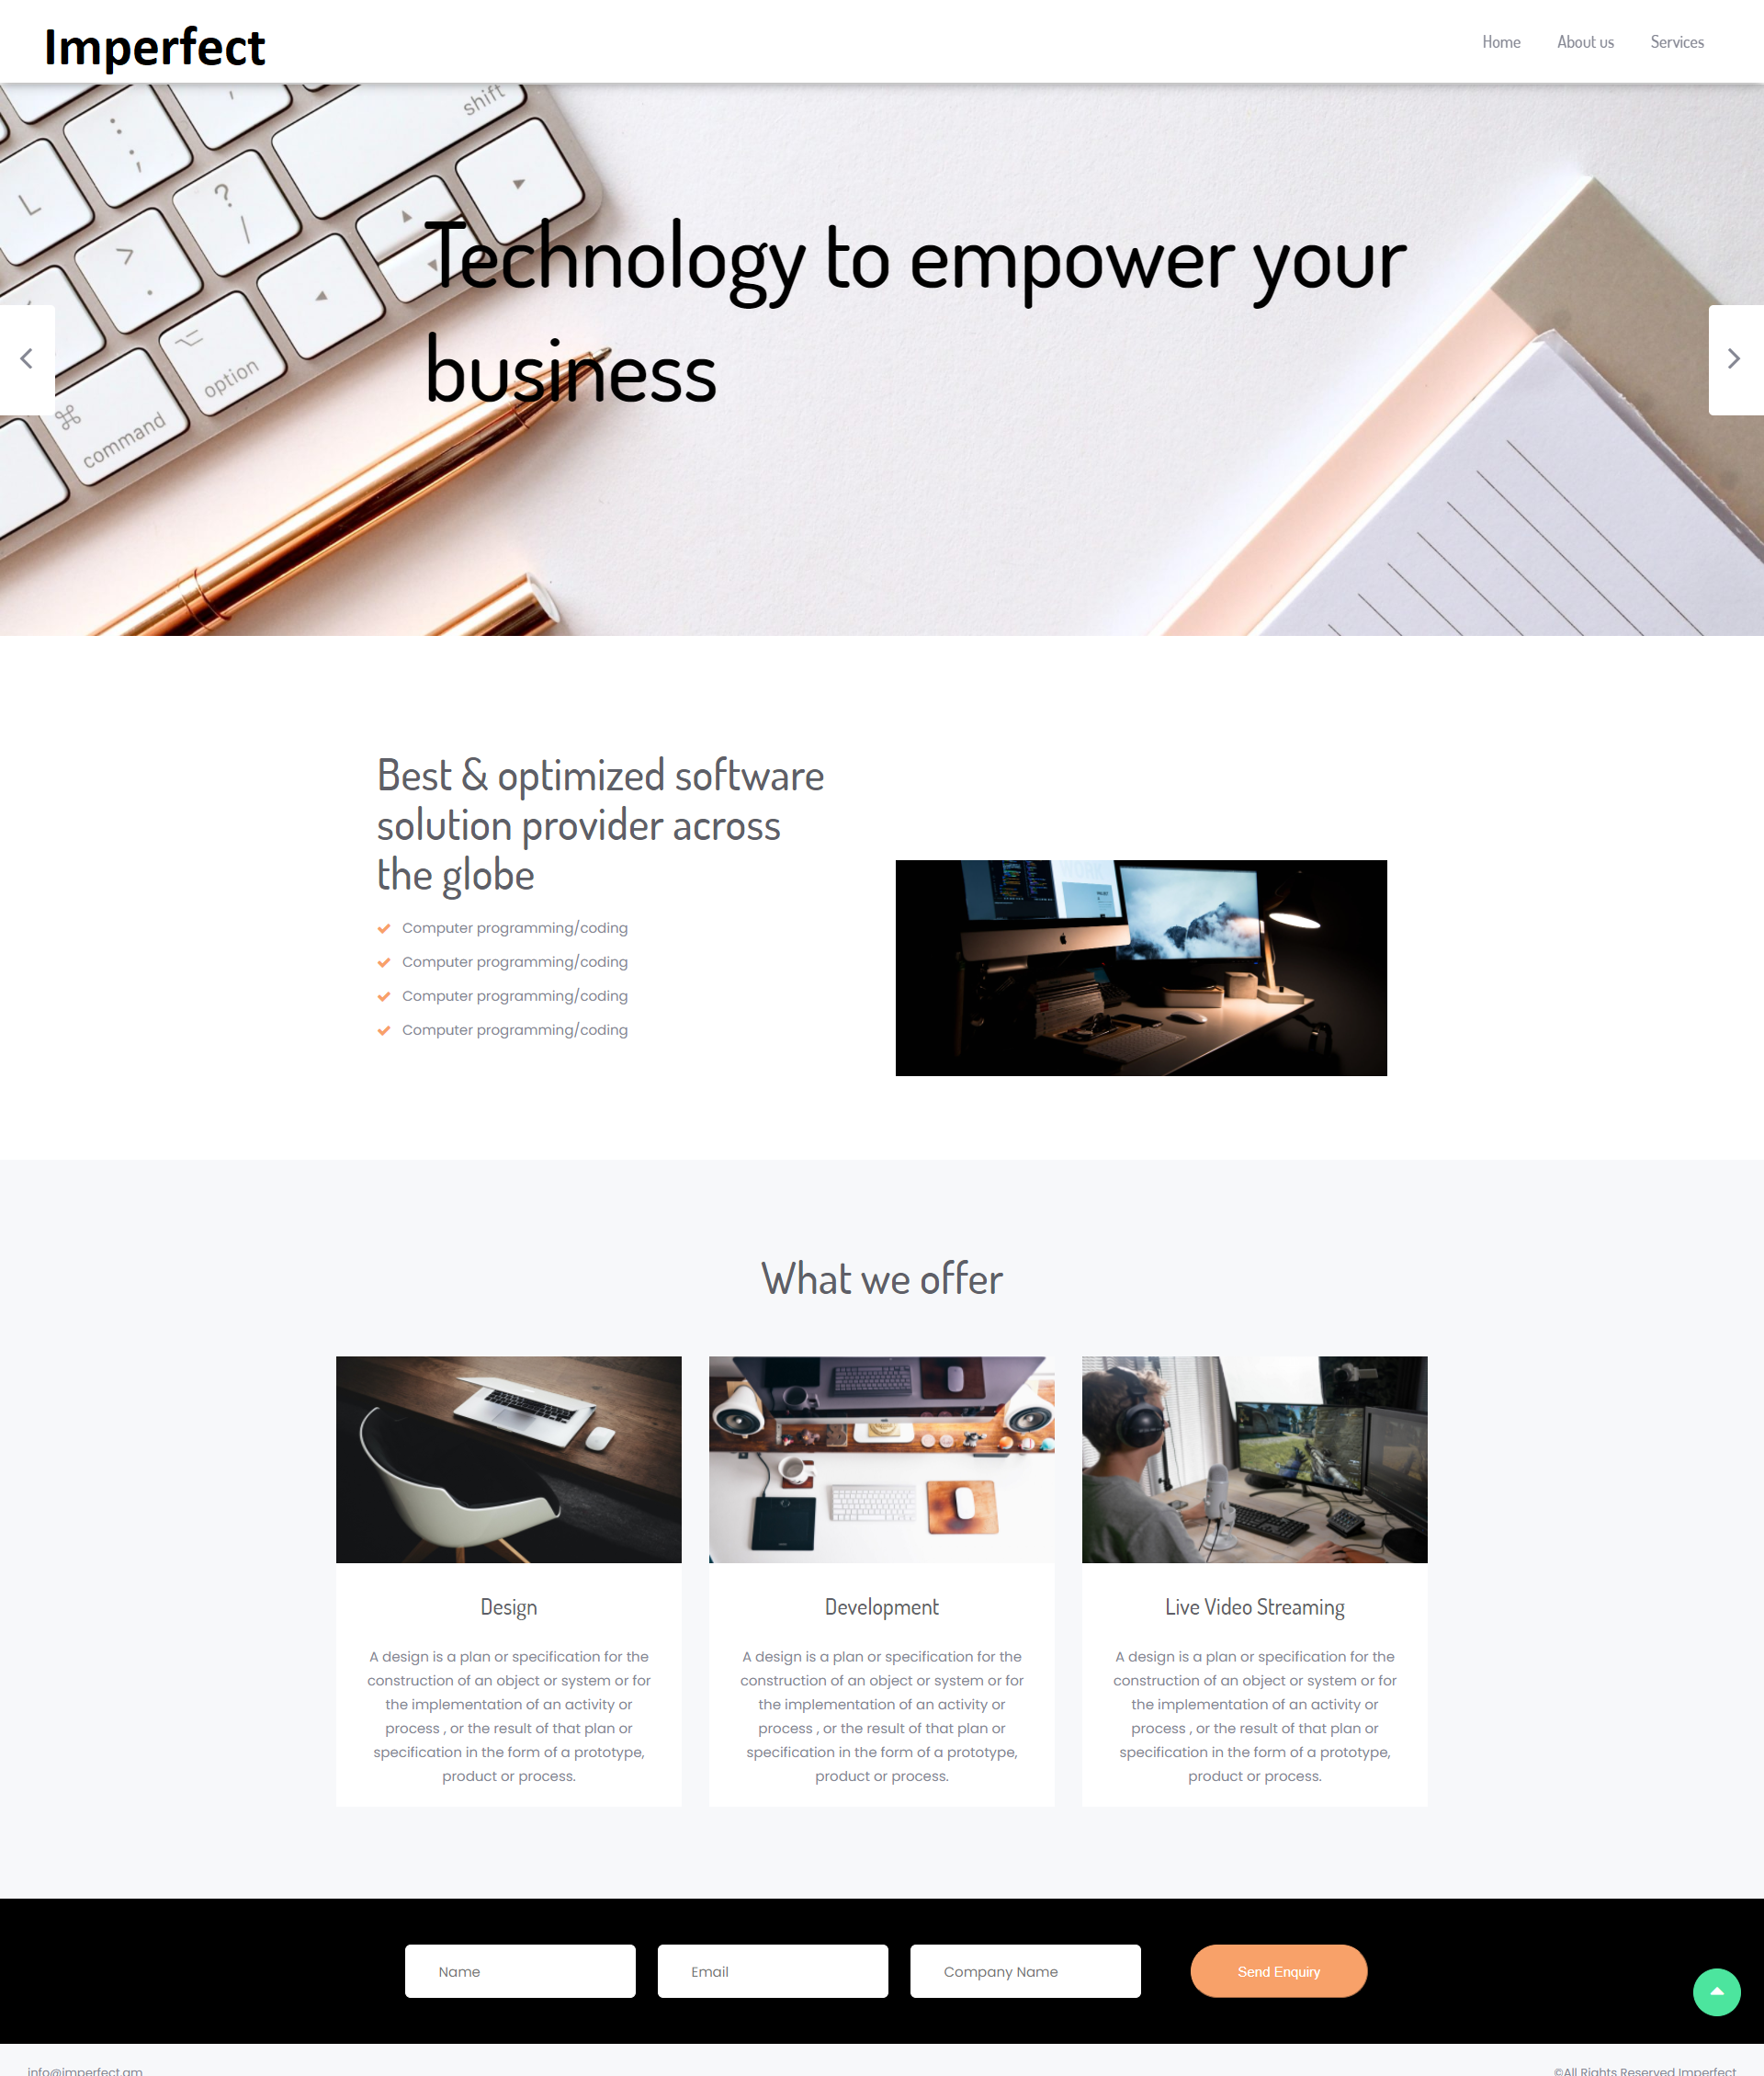 Imperfect
Home About us Services
shift
L
?
/
>
.
option
command
Technology to empower your
business
Best & optimized software
solution provider across
the globe
Computer programming/coding
Computer programming/coding
Computer programming/coding
Computer programming/coding
What we offer
Design
A design is a plan or specification for the
construction of an object or system or for
the implementation of an activity or
process , or the result of that plan or
specification in the form of a prototype,
product or process.
Development
A design is a plan or specification for the
construction of an object or system or for
the implementation of an activity or
process , or the result of that plan or
specification in the form of a prototype,
product or process.
Live Video Streaming
A design is a plan or specification for the
construction of an object or system or for
the implementation of an activity or
process , or the result of that plan or
specification in the form of a prototype,
product or process.
Name Email Company Name Send Enquiry
info@imperfect.am ©All Rights Reserved Imperfect